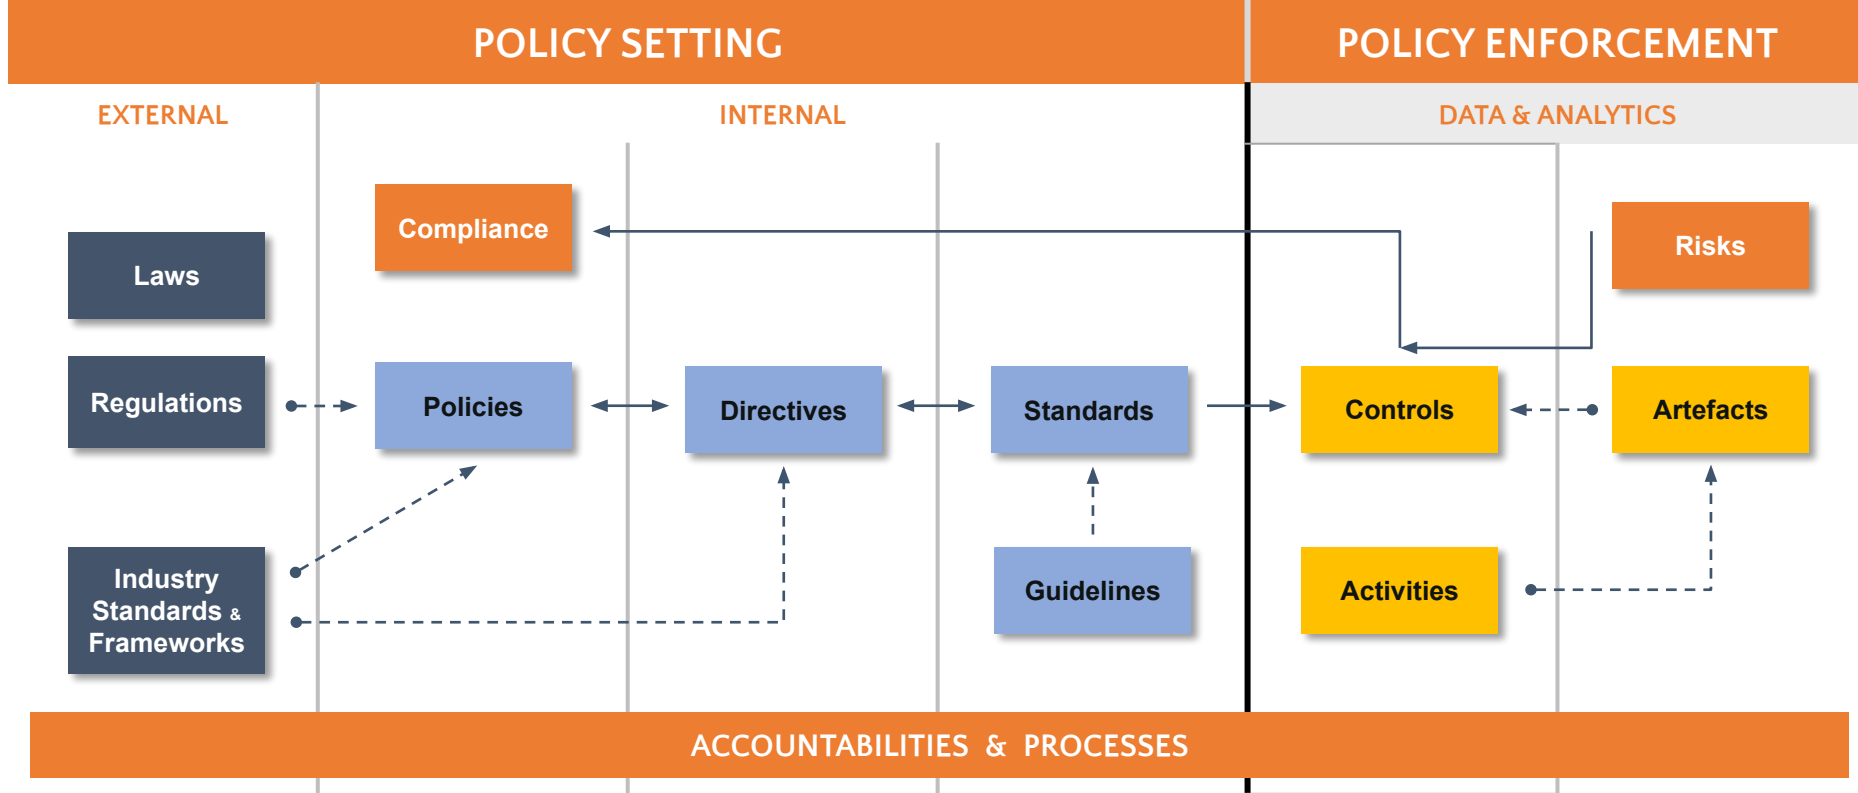 POLICY SETTING
POLICY ENFORCEMENT
EXTERNAL
INTERNAL
DATA & ANALYTICS
Compliance
Risks
Laws
Regulations
Policies
Directives
Standards
Controls
Artefacts
Industry
Standards &
Frameworks
Guidelines
Activities
ACCOUNTABILITIES & PROCESSES